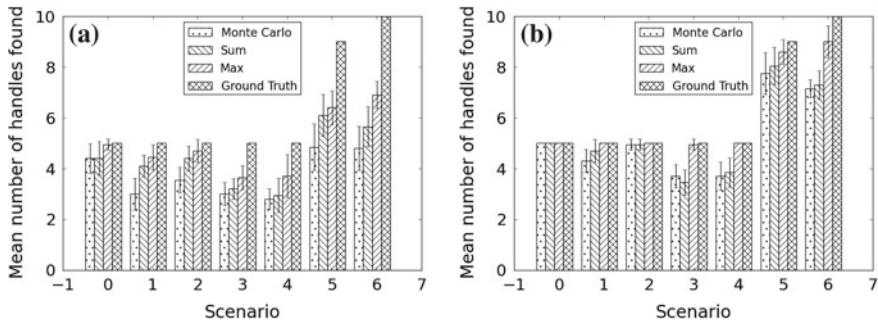 (a)
Monte Carlo
Sum
Max
Ground Truth
Mean number of handles found
10
8
6
4
2
0
−1 0 1 2 3 4 5 6 7
Scenario
(b)
Monte Carlo
Sum
Max
Ground Truth
Mean number of handles found
10
8
6
4
2
0
−1 0 1 2 3 4 5 6 7
Scenario